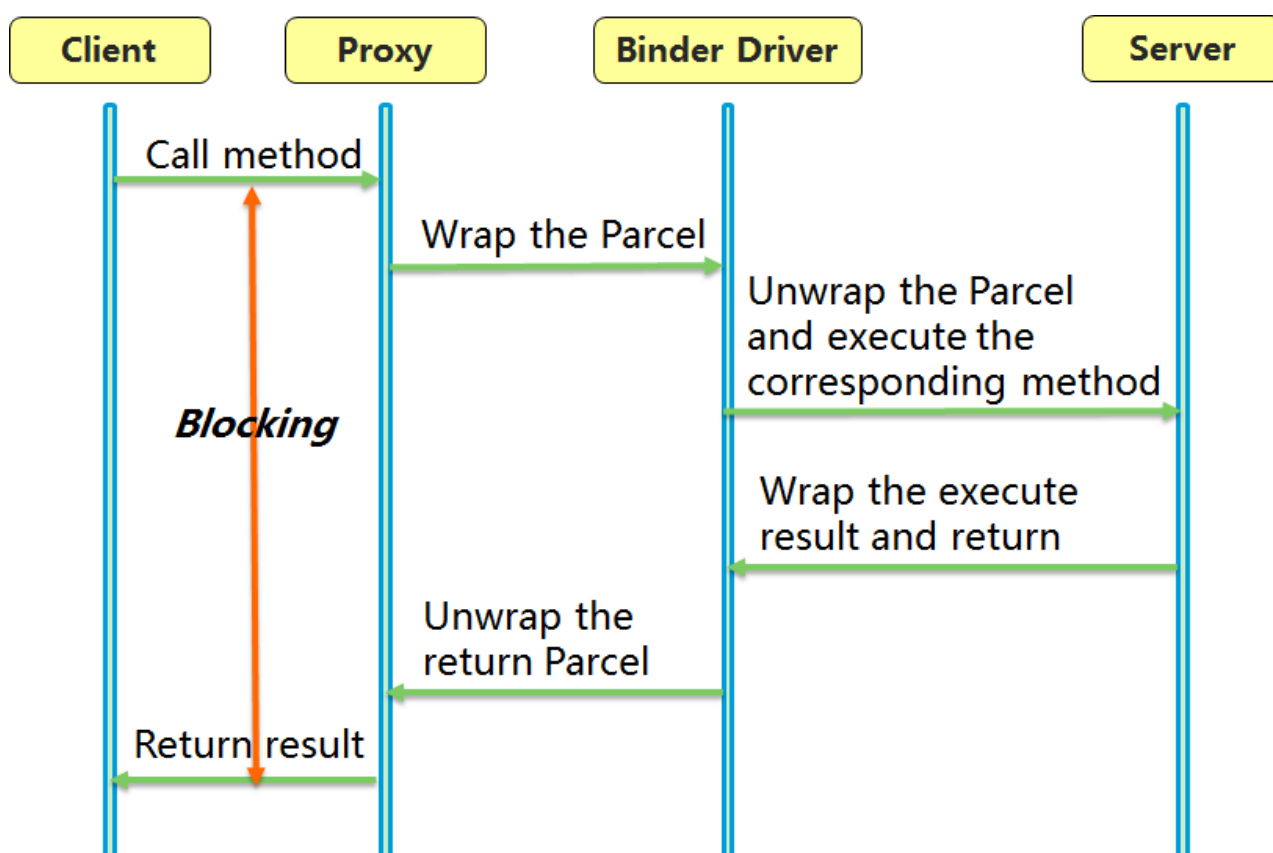 Client
Proxy
Binder Driver
Server
Call method
Wrap the Parcel
Unwrap the Parcel
and execute the
corresponding method
Blocking
Wrap the execute
result and return
Unwrap the
return Parcel
Return result